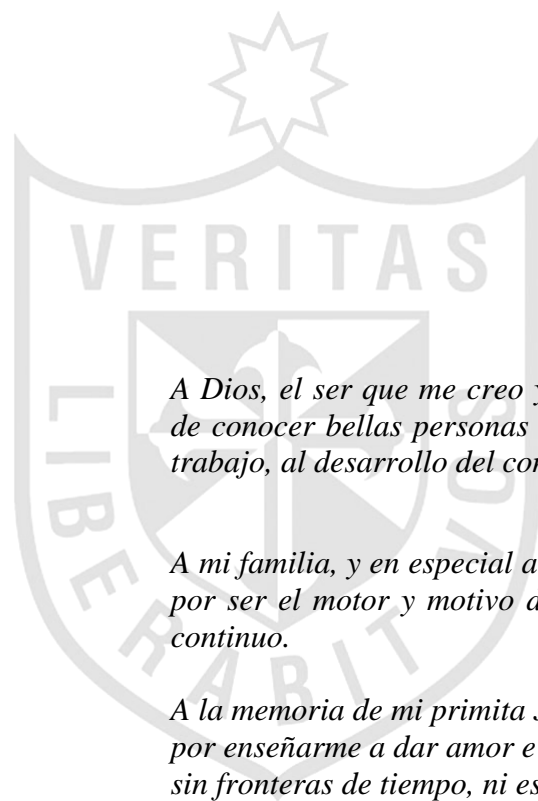 VERITAS
LIBERABIT VOS
A Dios, el ser que me creo
de conocer bellas personas
trabajo, al desarrollo del
A mi familia, y en especial a
por ser el motor y motivo
continuo.
A la memoria de mi primita
por enseñarme a dar amor e
sin fronteras de tiempo, ni